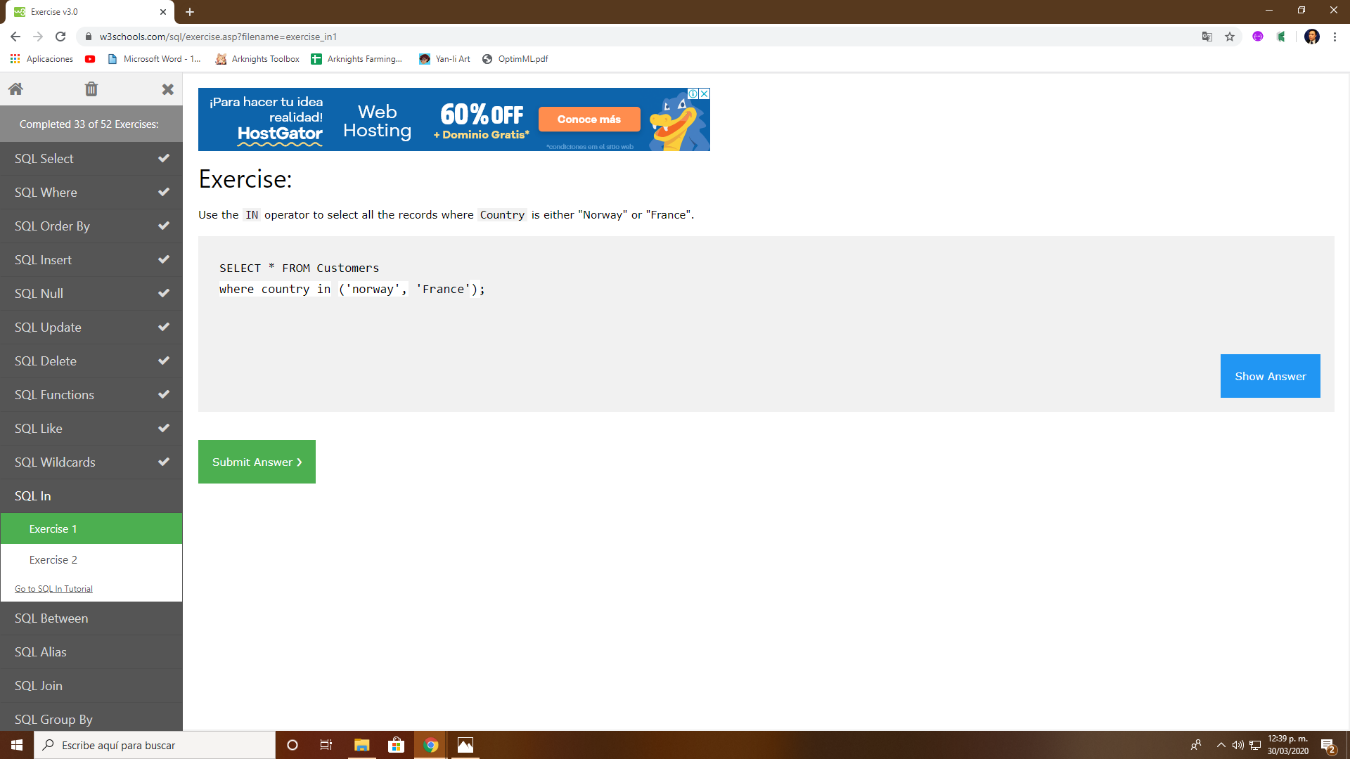 Exercise v3.0
w3schools.com/sql/exercise.asp?filename=exercise_in1
Aplicaciones
Microsoft Word - 1...
Arknights Toolbox
Arknights Farming...
Yan-li Art
OptimML.pdf
Completed 33 of 52 Exercises:
SQL Select
SQL Where
SQL Order By
SQL Insert
SQL Null
SQL Update
SQL Delete
SQL Functions
SQL Like
SQL Wildcards
SQL In
Exercise 1
Exercise 2
Go to SQL In Tutorial
SQL Between
SQL Alias
SQL Join
SQL Group By
¡Para hacer tu idea
realidad!
HostGator
Web
Hosting
60% OFF
+ Dominio Gratis*
Conoce más
*condiciones en el sitio web
Exercise:
Use the IN operator to select all the records where Country is either "Norway" or "France".
SELECT * FROM Customers
where country in ('norway', 'France');
Show Answer
Submit Answer ❯
Escribe aquí para buscar
12:39 p. m.
30/03/2020
2